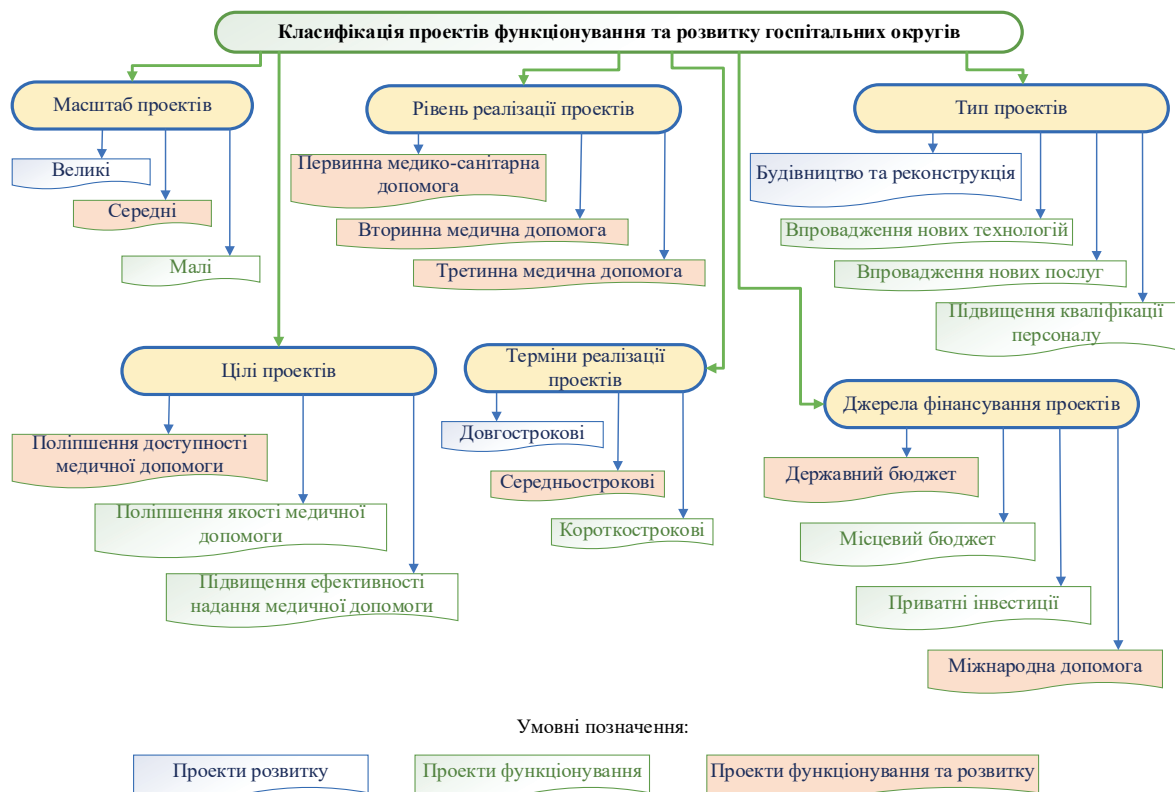 Класифікація проектів функціонування та розвитку госпітальних округів
Масштаб проектів
Великі
Середні
Малі
Рівень реалізації проектів
Первинна медико-санітарна
допомога
Вторинна медична допомога
Третинна медична допомога
Тип проектів
Будівництво та реконструкція
Впровадження нових технологій
Впровадження нових послуг
Підвищення кваліфікації
персоналу
Цілі проектів
Поліпшення доступності
медичної допомоги
Поліпшення якості медичної
допомоги
Підвищення ефективності
надання медичної допомоги
Терміни реалізації
проектів
Довгострокові
Середньострокові
Короткострокові
Джерела фінансування проектів
Державний бюджет
Місцевий бюджет
Приватні інвестиції
Міжнародна допомога
Умовні позначення:
Проекти розвитку
Проекти функціонування
Проекти функціонування та розвитку